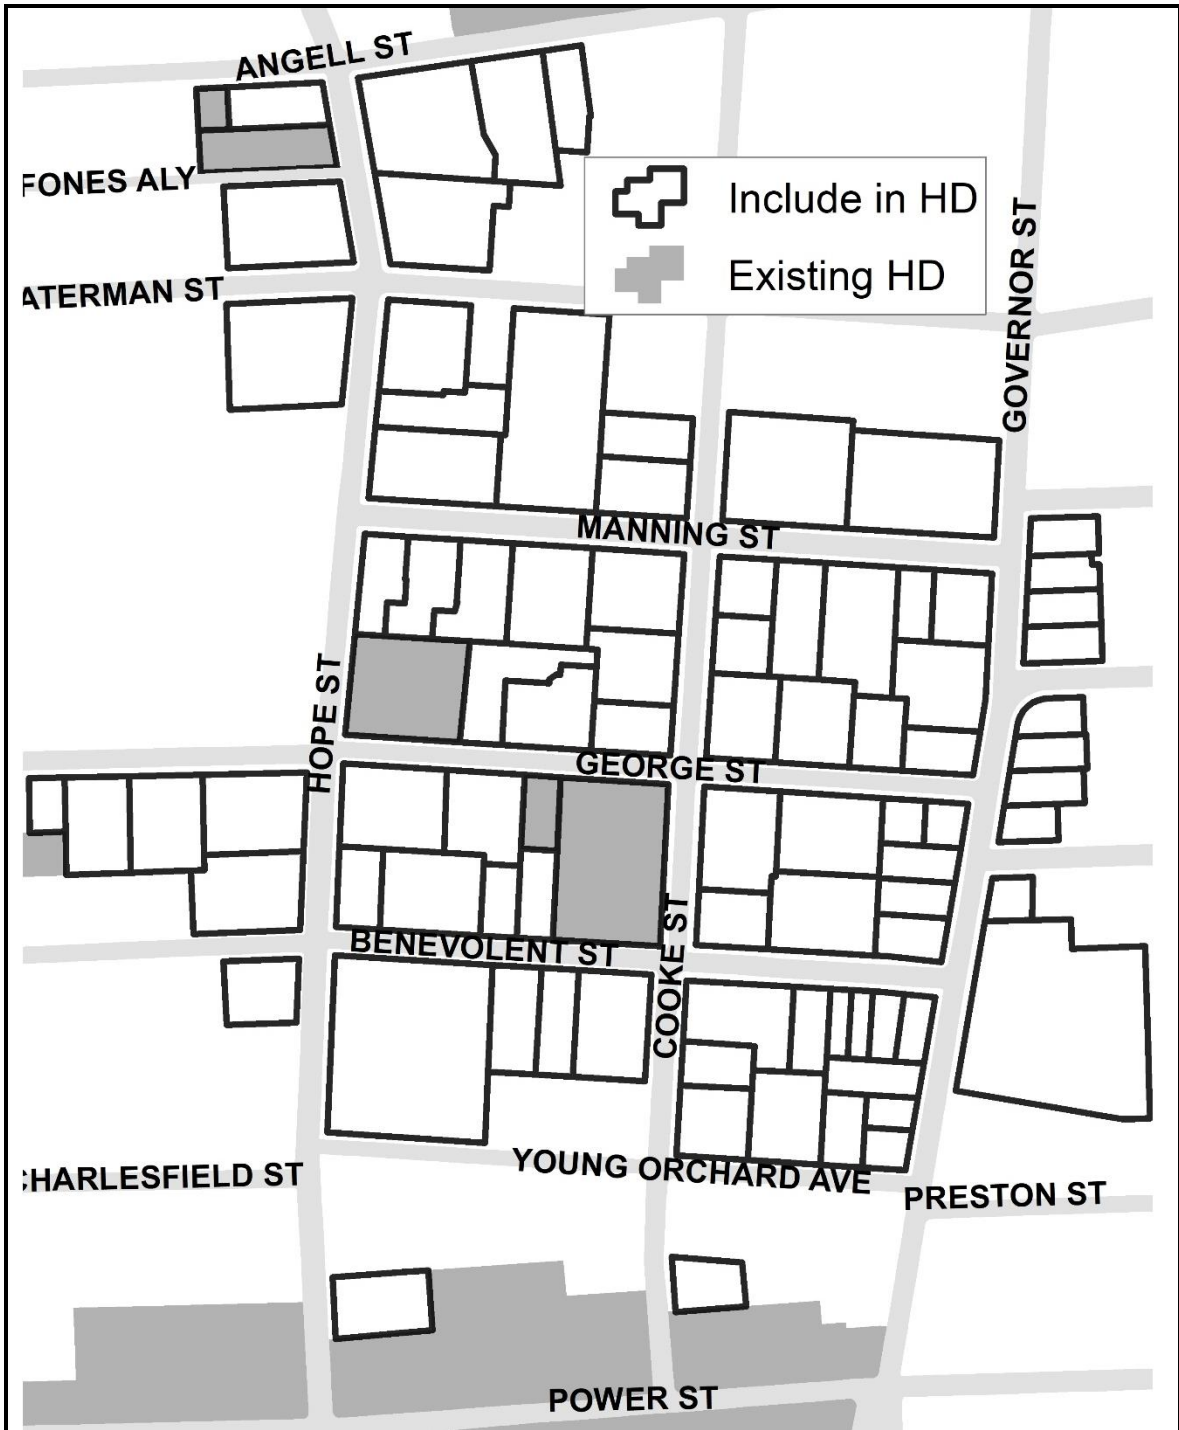 ANGELL ST
FONES ALY
Include in HD
Existing HD
GOVERNOR ST
ATERMAN ST
MANNING ST
HOPE ST
GEORGE ST
BENEVOLENT ST
COOKE ST
YOUNG ORCHARD AVE
CHARLESFIELD ST
PRESTON ST
POWER ST